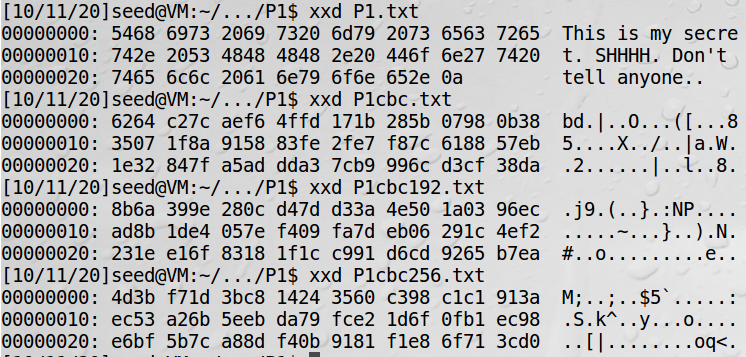 [10/11/20]seed@VM:~/.../P1$ xxd P1.txt
00000000: 5468 6973 2069 7320 6d79 2073 6563 7265  This is my secre
00000010: 742e 2053 4848 4848 2e20 446f 6e27 7420  t. SHHHH. Don't
00000020: 7465 6c6c 2061 6e79 6f6e 652e 0a         tell anyone..
[10/11/20]seed@VM:~/.../P1$ xxd P1cbc.txt
00000000: 6264 c27c aef6 4ffd 171b 285b 0798 0b38  bd.|..O...([...8
00000010: 3507 1f8a 9158 83fe 2fe7 f87c 6188 57eb  5....X../..|a.W.
00000020: 1e32 847f a5ad dda3 7cb9 996c d3cf 38da  .2......|..l..8.
[10/11/20]seed@VM:~/.../P1$ xxd P1cbc192.txt
00000000: 8b6a 399e 280c d47d d33a 4e50 1a03 96ec  .j9.(..}.:NP....
00000010: ad8b 1de4 057e f409 fa7d eb06 291c 4ef2  .....~...}..).N.
00000020: 231e e16f 8318 1f1c c991 d6cd 9265 b7ea  #..o.........e..
[10/11/20]seed@VM:~/.../P1$ xxd P1cbc256.txt
00000000: 4d3b f71d 3bc8 1424 3560 c398 c1c1 913a  M;..;..$5`.....:
00000010: ec53 a26b 5eeb da79 fce2 1d6f 0fb1 ec98  .S.k^..y...o....
00000020: e6bf 5b7c a88d f40b 9181 f1e8 6f71 3cd0  ..[|........oq<.